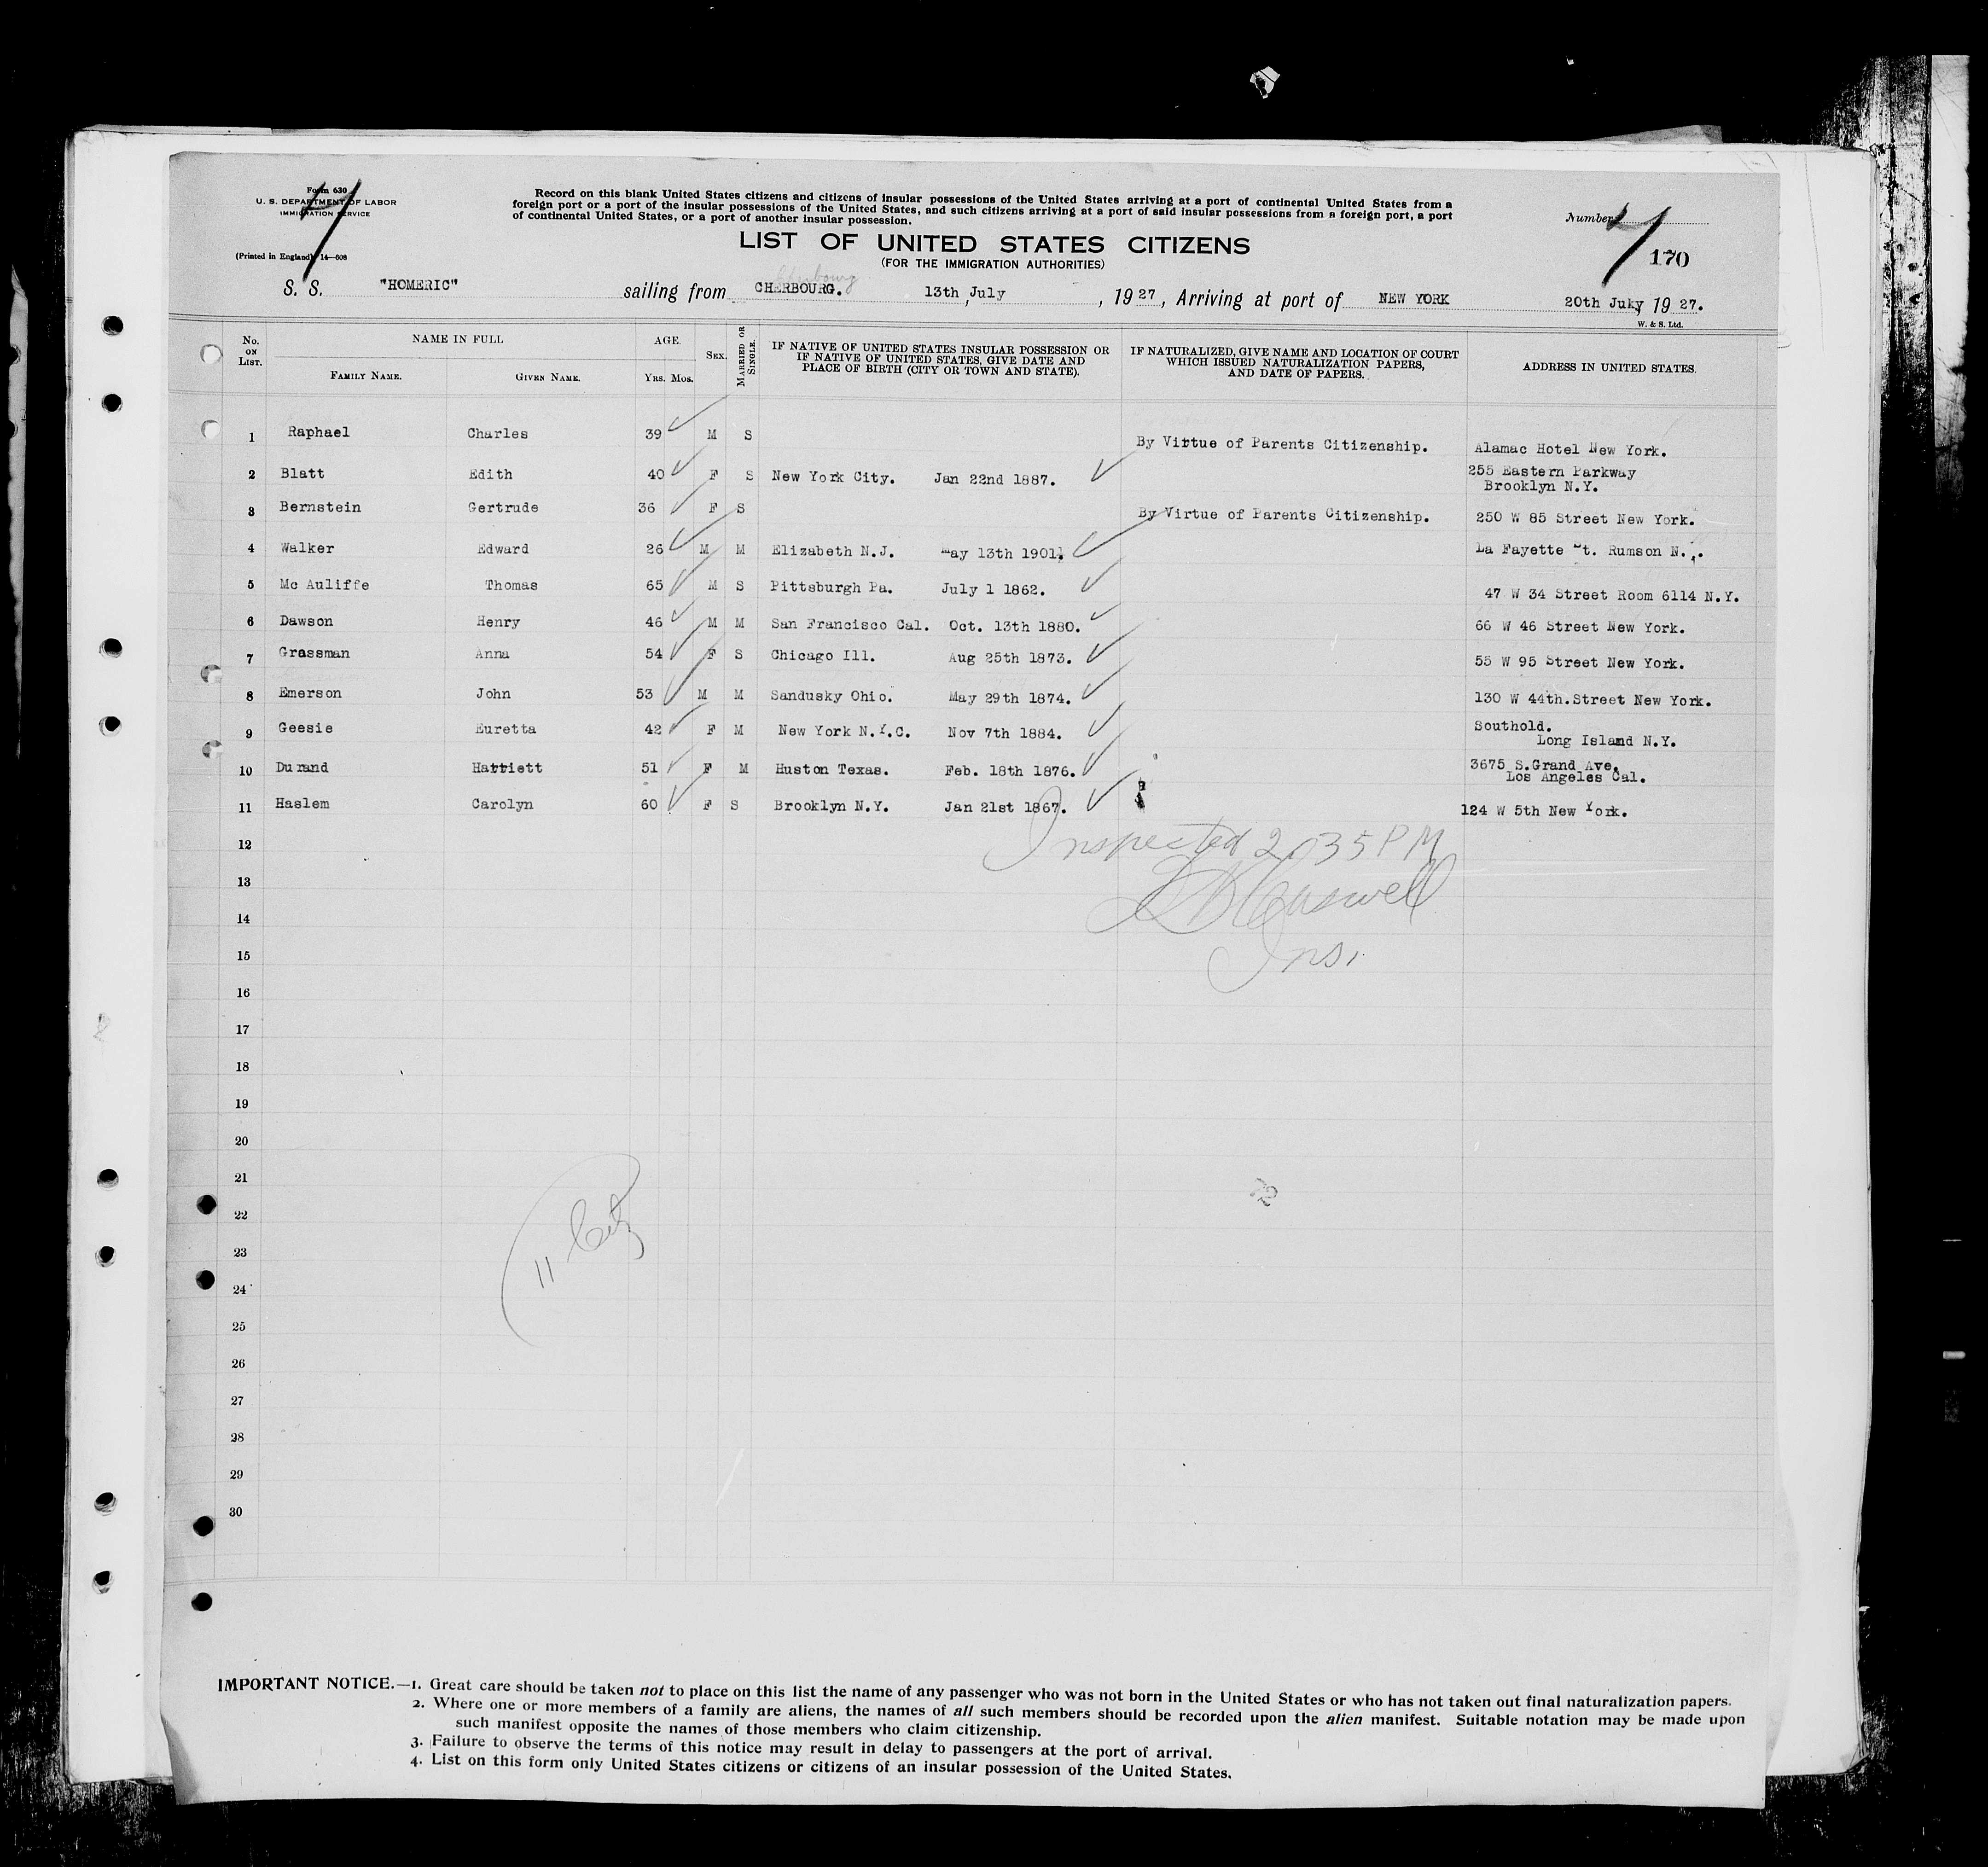 Form 630
U. S. DEPARTMENT OF LABOR
IMMIGRATION SERVICE
(Printed in England) 14—608
Record on this blank United States citizens and citizens of insular possessions of the United States arriving at a port of continental United States from a
foreign port or a port of the insular possessions of the United States, and such citizens arriving at a port of said insular possessions from a foreign port, a port
of continental United States, or a port of another insular possession.
Number
170
LIST OF UNITED STATES CITIZENS
(FOR THE IMMIGRATION AUTHORITIES)
Cherbourg
S. S. "HOMERIC" sailing from CHERBOURG. 13th, July, 1927, Arriving at port of NEW YORK 20th Juky, 1927.
W. & S. Ltd.
No. ON LIST. NAME IN FULL FAMILY NAME. GIVEN NAME. AGE. YRS. MOS. SEX. MARRIED OR SINGLE. IF NATIVE OF UNITED STATES INSULAR POSSESSION OR IF NATIVE OF UNITED STATES, GIVE DATE AND PLACE OF BIRTH (CITY OR TOWN AND STATE). IF NATURALIZED, GIVE NAME AND LOCATION OF COURT WHICH ISSUED NATURALIZATION PAPERS, AND DATE OF PAPERS. ADDRESS IN UNITED STATES.
1 Raphael Charles 39 M S By Virtue of Parents Citizenship. Alamac Hotel New York.
2 Blatt Edith 40 F S New York City. Jan 22nd 1887. 255 Eastern Parkway
Brooklyn N.Y.
3 Bernstein Gertrude 36 F S By Virtue of Parents Citizenship. 250 W 85 Street New York.
4 Walker Edward 26 M M Elizabeth N.J. May 13th 1901. La Fayette St. Rumson N.
5 Mc Auliffe Thomas 65 M S Pittsburgh Pa. July 1 1862. 47 W 34 Street Room 6114 N.Y.
6 Dawson Henry 46 M M San Francisco Cal. Oct. 13th 1880. 66 W 46 Street New York.
7 Grassman Anna 54 F S Chicago Ill. Aug 25th 1873. 55 W 95 Street New York.
8 Emerson John 53 M M Sandusky Ohio. May 29th 1874. 130 W 44th. Street New York.
9 Geesie Euretta 42 F M New York N.Y.C. Nov 7th 1884. Southold.
Long Island N.Y.
10 Durand Harriett 51 F M Huston Texas. Feb. 18th 1876. 3675 S.Grand Ave,
Los Angeles Cal.
11 Haslem Carolyn 60 F S Brooklyn N.Y. Jan 21st 1867. 124 W 5th New York.
12
Inspected 2.35 PM
13
Caswell
14
15
Ins.
16
17
18
19
20
21
72
22
11 Citz
23
24
25
26
27
28
29
30
IMPORTANT NOTICE.—1. Great care should be taken not to place on this list the name of any passenger who was not born in the United States or who has not taken out final naturalization papers.
2. Where one or more members of a family are aliens, the names of all such members should be recorded upon the alien manifest. Suitable notation may be made upon
such manifest opposite the names of those members who claim citizenship.
3. Failure to observe the terms of this notice may result in delay to passengers at the port of arrival.
4. List on this form only United States citizens or citizens of an insular possession of the United States.